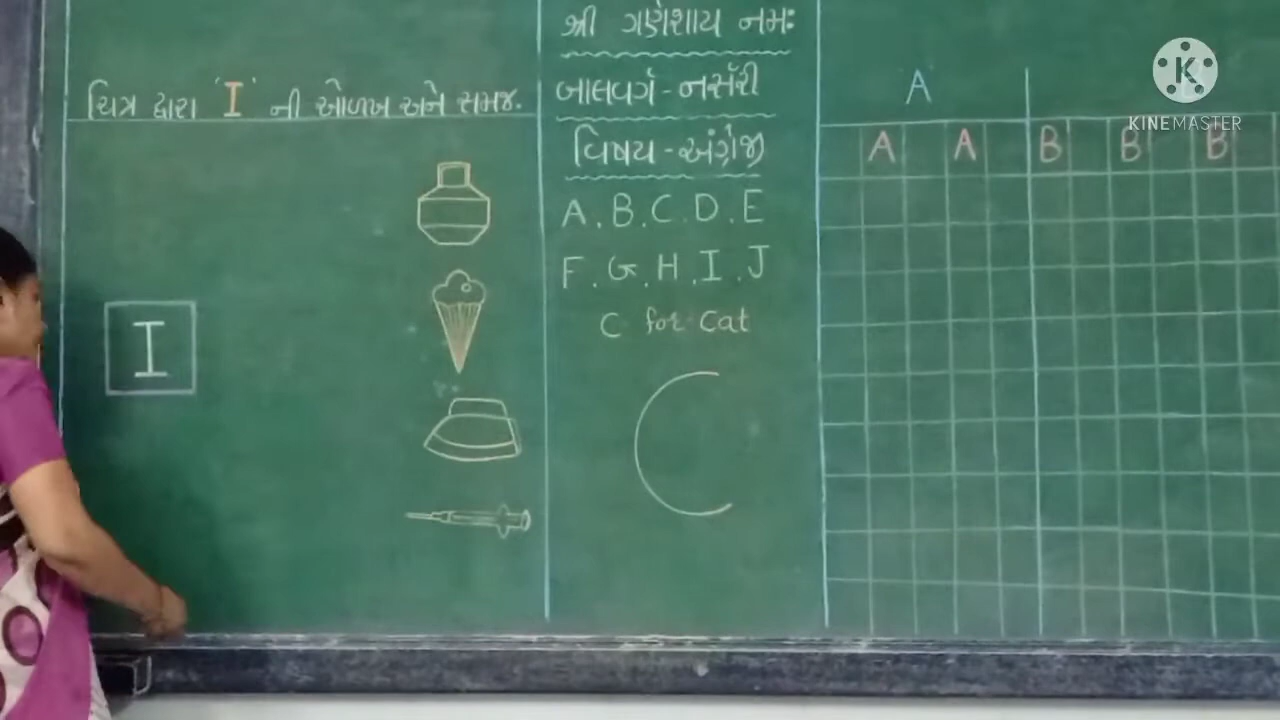 ચિત્ર દ્વારા 'I' ની ઓળખ અને સમજ.
I
શ્રી ગણેશાય નમઃ
બાલવર્ગ - નર્સરી
વિષય - અંગ્રેજી
A . B . C . D . E
F . G . H . I . J
C for Cat
C
A
A A B B B
KINEMASTER